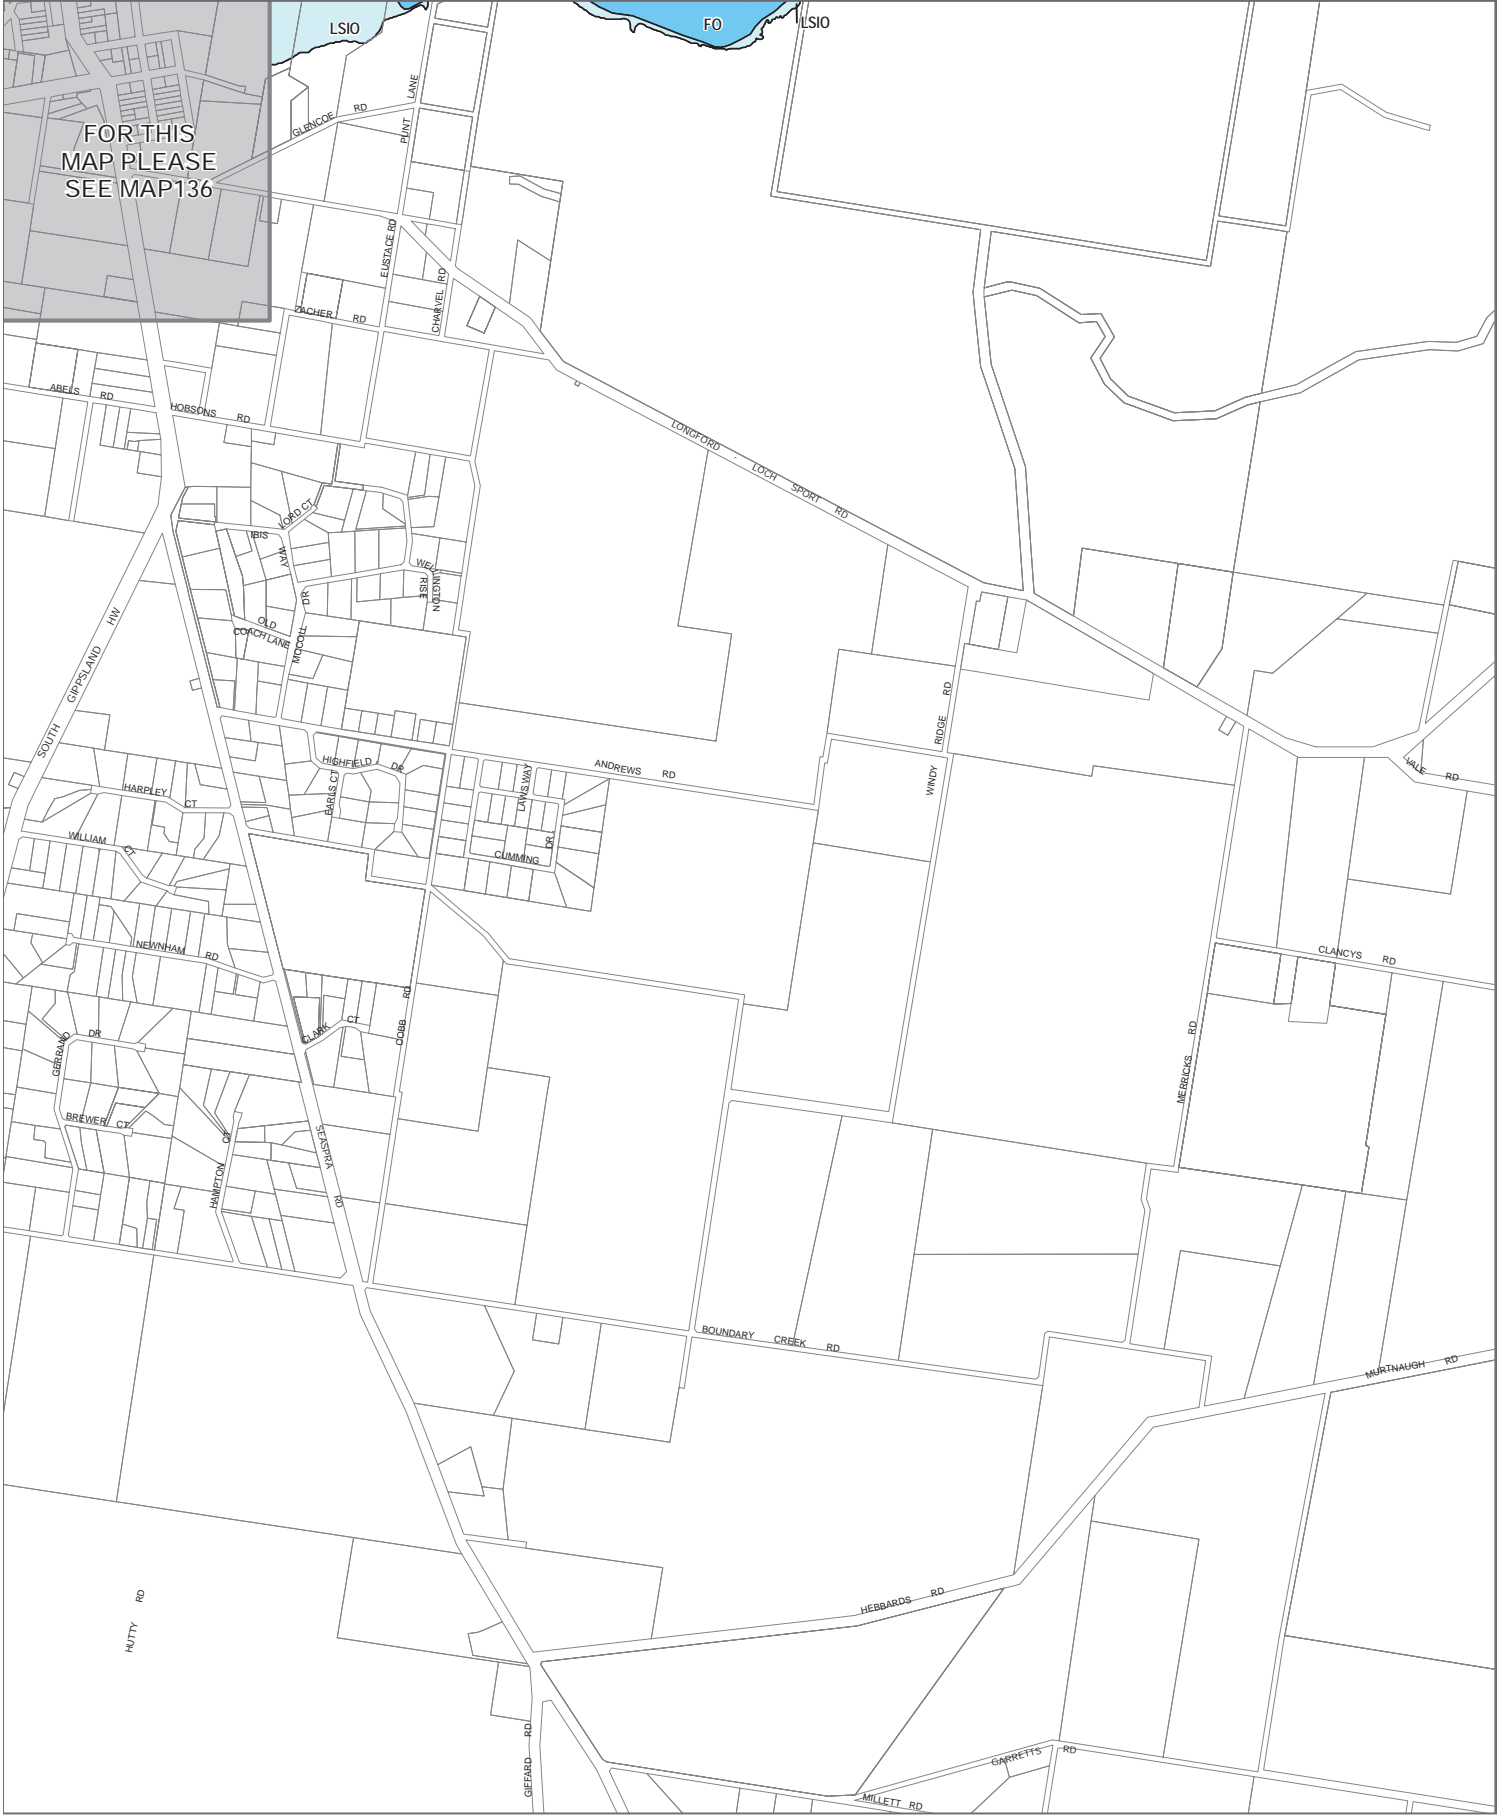 LSIO
FO
LSIO
FOR THIS
MAP PLEASE
SEE MAP136
GLENCOE RD
PUNT LANE
EUSTACE RD
CHARVEL RD
ZACHER RD
ABELS RD
HOBSONS RD
LONGFORD - LOCH SPORT RD
LORD CT
IBIS WAY
WELLINGTON
RISE
OLD
COACH LANE
MCCOLL DR
SOUTH GIPPSLAND HW
RIDGE RD
WINDY
HIGHFIELD DR
EARLS CT
ANDREWS RD
LAWS WAY
CUMMING DR
VALE RD
HARPLEY CT
WILLIAM CT
NEWNHAM RD
CLANCYS RD
COBB RD
CLARK CT
GERRAND DR
BREWER CT
HAMPTON CT
SEASPRA RD
MERRICKS RD
BOUNDARY CREEK RD
MURTNAUGH RD
HEBBARDS RD
HUTTY RD
GIFFARD RD
GARRETTS RD
MILLETT RD